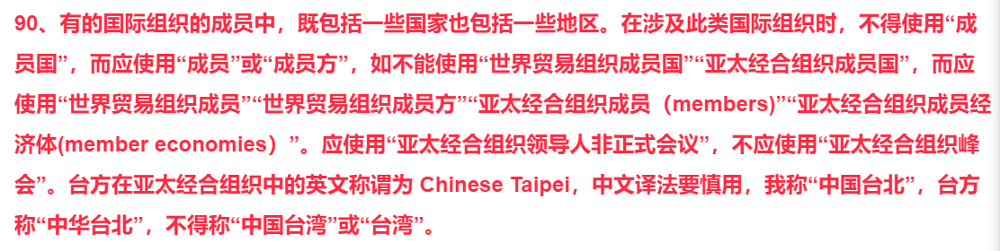 90、有的国际组织的成员中，既包括一些国家也包括一些地区。在涉及此类国际组织时，不得使用“成
员国”，而应使用“成员”或“成员方”，如不能使用“世界贸易组织成员国”“亚太经合组织成员国”，而应
使用“世界贸易组织成员”“世界贸易组织成员方”“亚太经合组织成员（members)”“亚太经合组织成员经
济体(member economies）”。应使用“亚太经合组织领导人非正式会议”，不应使用“亚太经合组织峰
会”。台方在亚太经合组织中的英文称谓为 Chinese Taipei，中文译法要慎用，我称“中国台北”，台方
称“中华台北”，不得称“中国台湾”或“台湾”。